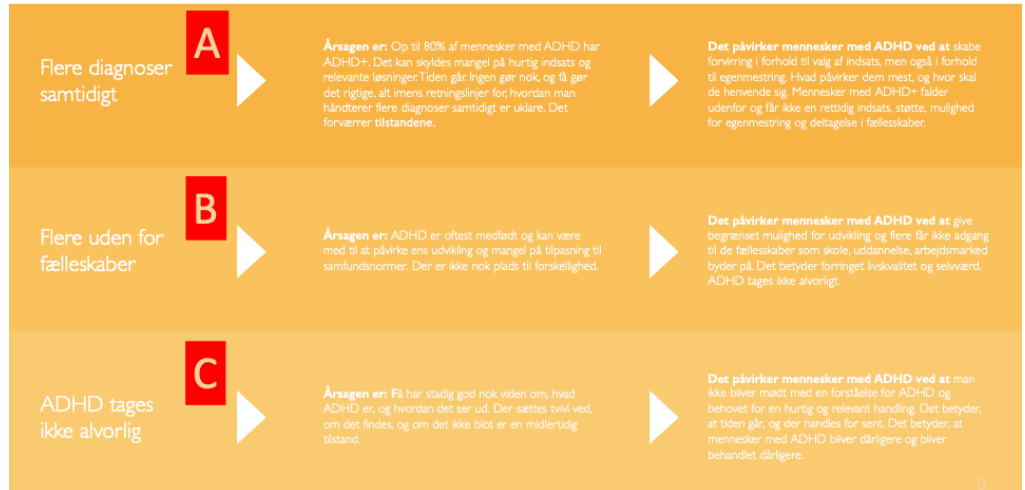 A
Flere diagnoser
samtidigt
Årsagen er: Op til 80% af mennesker med ADHD har
ADHD+. Det kan skyldes mangel på hurtig indsats og
relevante løsninger. Tiden går. Ingen gør nok, og få gør
det rigtige, alt imens retningslinjer for, hvordan man
håndterer flere diagnoser samtidigt er uklare. Det
forværrer tilstandene.
Det påvirker mennesker med ADHD ved at skabe
forvirring i forhold til valg af indsats, men også i forhold
til egenmestring. Hvad påvirker dem mest, og hvor skal
de henvende sig. Mennesker med ADHD+ falder
udenfor og får ikke en rettidig indsats, støtte, mulighed
for egenmestring og deltagelse i fællesskaber.
B
Flere uden for
fælleskaber
Årsagen er: ADHD er oftest medfødt og kan være
med til at påvirke ens udvikling og mangel på tilpasning til
samfundsnormer. Der er ikke nok plads til forskellighed.
Det påvirker mennesker med ADHD ved at give
begrænset mulighed for udvikling og flere får ikke adgang
til de fællesskaber som skole, uddannelse, arbejdsmarked
byder på. Det betyder forringet livskvalitet og selvværd.
ADHD tages ikke alvorligt.
C
ADHD tages
ikke alvorlig
Årsagen er: Få har stadig god nok viden om, hvad
ADHD er, og hvordan det ser ud. Der sættes tvivl ved,
om det findes, og om det ikke blot er en midlertidig
tilstand.
Det påvirker mennesker med ADHD ved at man
ikke bliver mødt med en forståelse for ADHD og
behovet for en hurtig og relevant handling. Det betyder,
at tiden går, og der handles for sent. Det betyder, at
mennesker med ADHD bliver dårligere og bliver
behandlet dårligere.
9